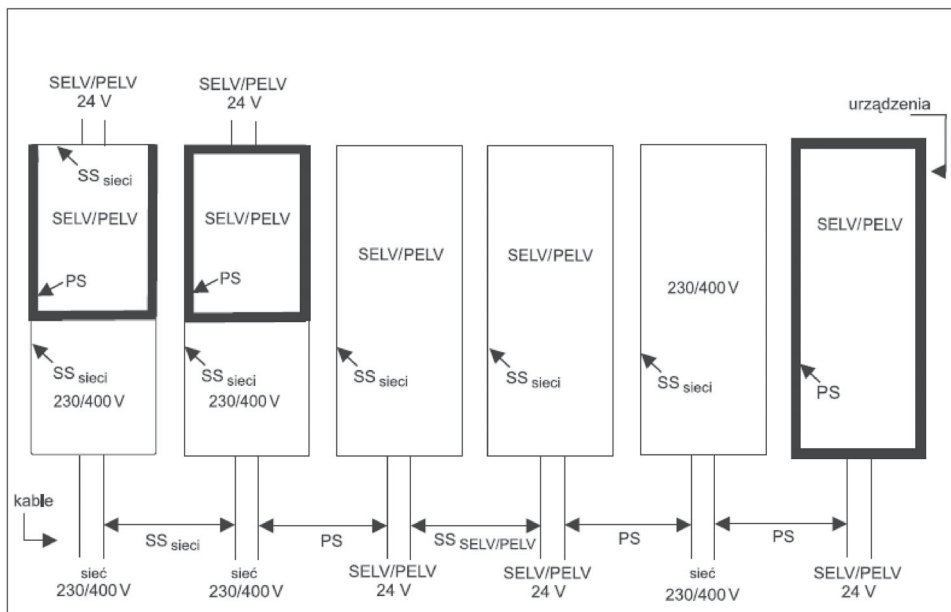 SELV/PELV
24 V
SELV/PELV
24 V
urządzenia
SS sieci
SELV/PELV
PS
SS sieci
230/400 V
SELV/PELV
PS
SS sieci
230/400 V
SELV/PELV
SS sieci
SELV/PELV
SS sieci
230/400 V
SS sieci
SELV/PELV
PS
kable
SS sieci
PS
SS SELV/PELV
PS
PS
sieć
230/400 V
sieć
230/400 V
SELV/PELV
24 V
SELV/PELV
24 V
sieć
230/400 V
SELV/PELV
24 V